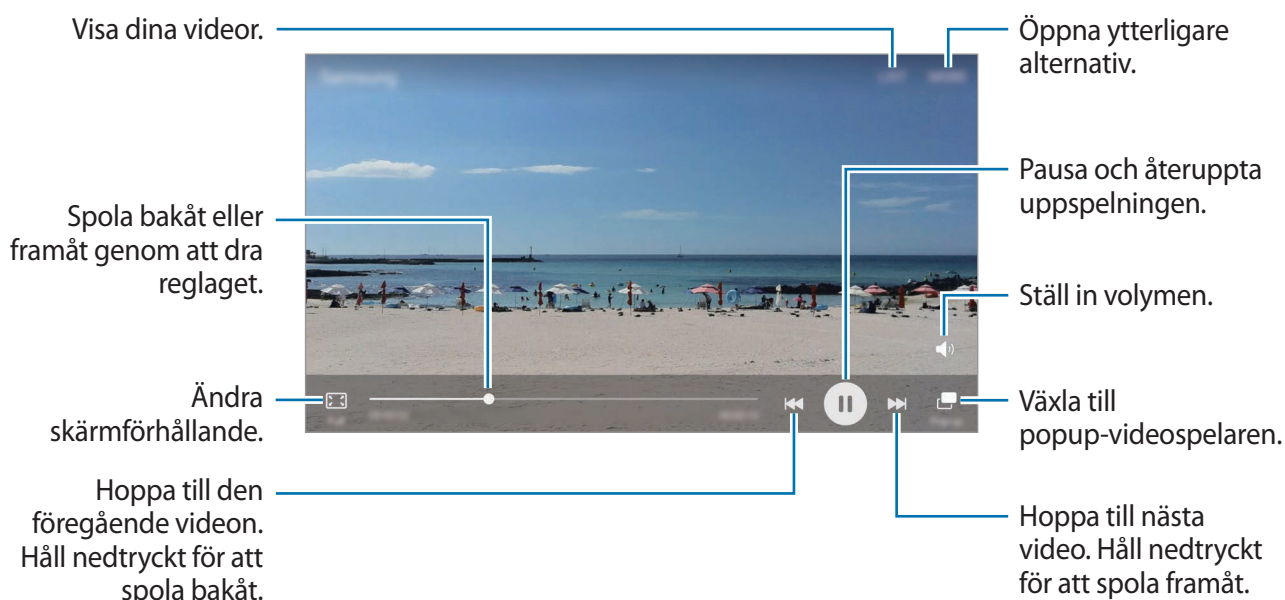 Visa dina videor.
Spola bakåt eller
framåt genom att dra
reglaget.
Ändra
skärmförhållande.
Hoppa till den
föregående videon.
Håll nedtryckt för att
spola bakåt.
Öppna ytterligare
alternativ.
Pausa och återuppta
uppspelningen.
Ställ in volymen.
Växla till
popup-videospelaren.
Hoppa till nästa
video. Håll nedtryckt
för att spola framåt.